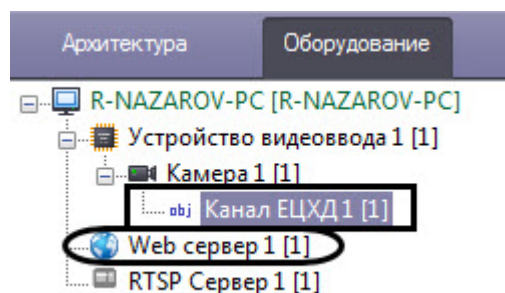 Архитектура Оборудование
R-NAZAROV-PC [R-NAZAROV-PC]
Устройство видеоввода 1 [1]
Камера 1 [1]
obj Канал ЕЦХД 1 [1]
Web сервер 1 [1]
RTSP Сервер 1 [1]